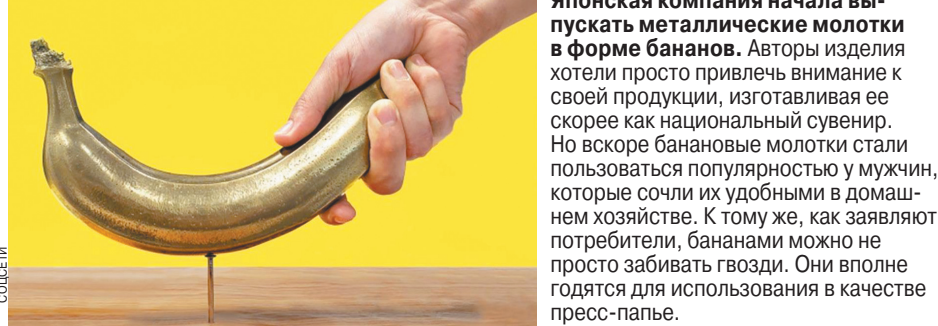 Японская компания начала вы-
пускать металлические молотки
в форме бананов. Авторы изделия
хотели просто привлечь внимание к
своей продукции, изготавливая ее
скорее как национальный сувенир.
Но вскоре банановые молотки стали
пользоваться популярностью у мужчин,
которые сочли их удобными в домаш-
нем хозяйстве. К тому же, как заявляют
потребители, бананами можно не
просто забивать гвозди. Они вполне
годятся для использования в качестве
пресс-папье.
СОЦСЕТИ